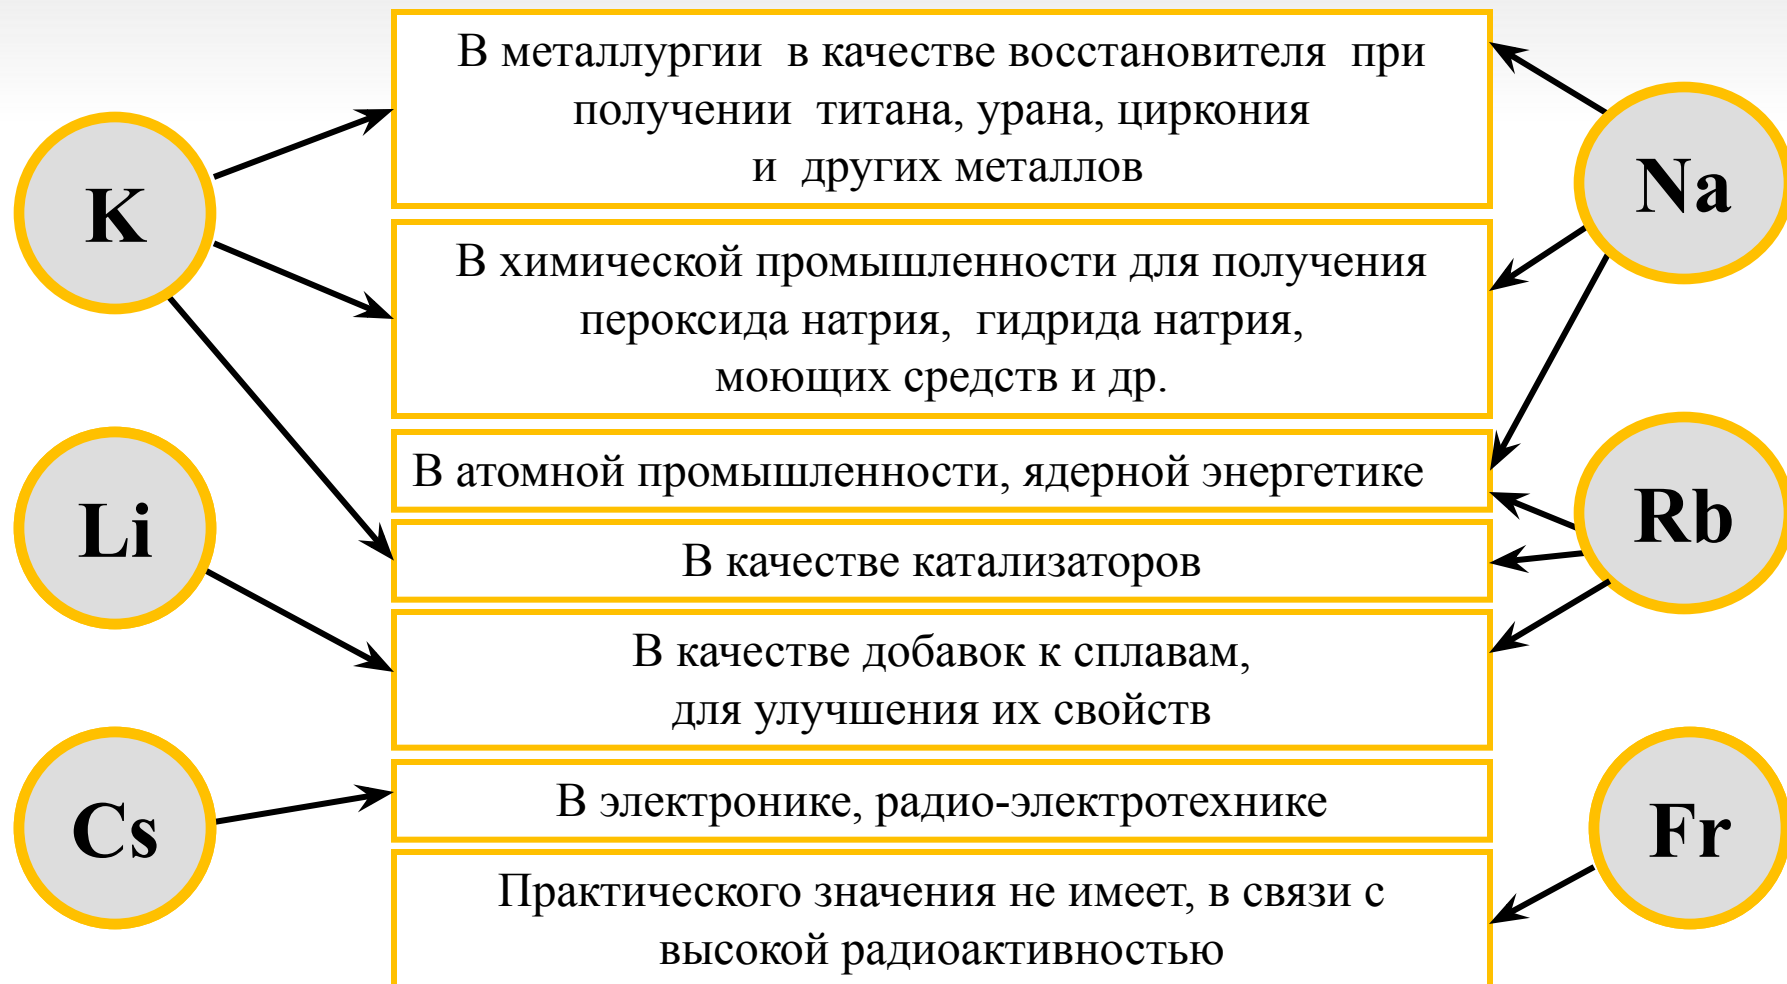 В металлургии в качестве восстановителя при
получении титана, урана, циркония
и других металлов
K
Na
В химической промышленности для получения
пероксида натрия, гидрида натрия,
моющих средств и др.
В атомной промышленности, ядерной энергетике
Li
Rb
В качестве катализаторов
В качестве добавок к сплавам,
для улучшения их свойств
Cs
В электронике, радио-электротехнике
Fr
Практического значения не имеет, в связи с
высокой радиоактивностью